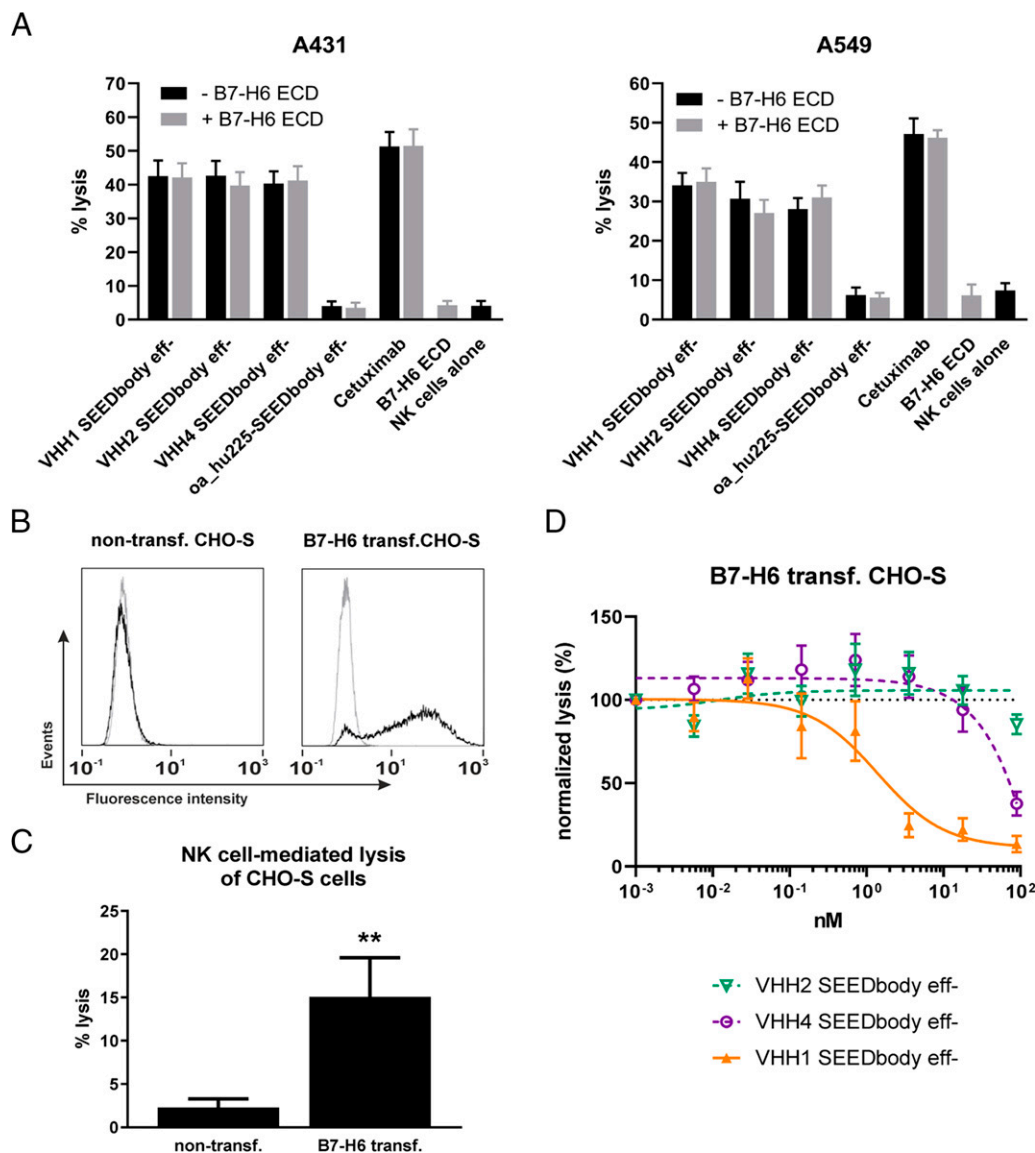 A
A431
- B7-H6 ECD
+ B7-H6 ECD
% lysis
60
50
40
30
20
10
0
VHH1 SEEDbody eff-
VHH2 SEEDbody eff-
VHH4 SEEDbody eff-
oa_hu225-SEEDbody eff-
Cetuximab
B7-H6 ECD
NK cells alone
A549
- B7-H6 ECD
+ B7-H6 ECD
% lysis
60
50
40
30
20
10
0
VHH1 SEEDbody eff-
VHH2 SEEDbody eff-
VHH4 SEEDbody eff-
oa_hu225-SEEDbody eff-
Cetuximab
B7-H6 ECD
NK cells alone
B
non-transf. CHO-S
B7-H6 transf.CHO-S
Events
10-1 101 103
10-1 101 103
Fluorescence intensity
C
NK cell-mediated lysis
of CHO-S cells
% lysis
25
20
15
10
5
0
**
non-transf.
B7-H6 transf.
D
B7-H6 transf. CHO-S
normalized lysis (%)
150
100
50
0
10-3 10-2 10-1 100 101 102
nM
VHH2 SEEDbody eff-
VHH4 SEEDbody eff-
VHH1 SEEDbody eff-